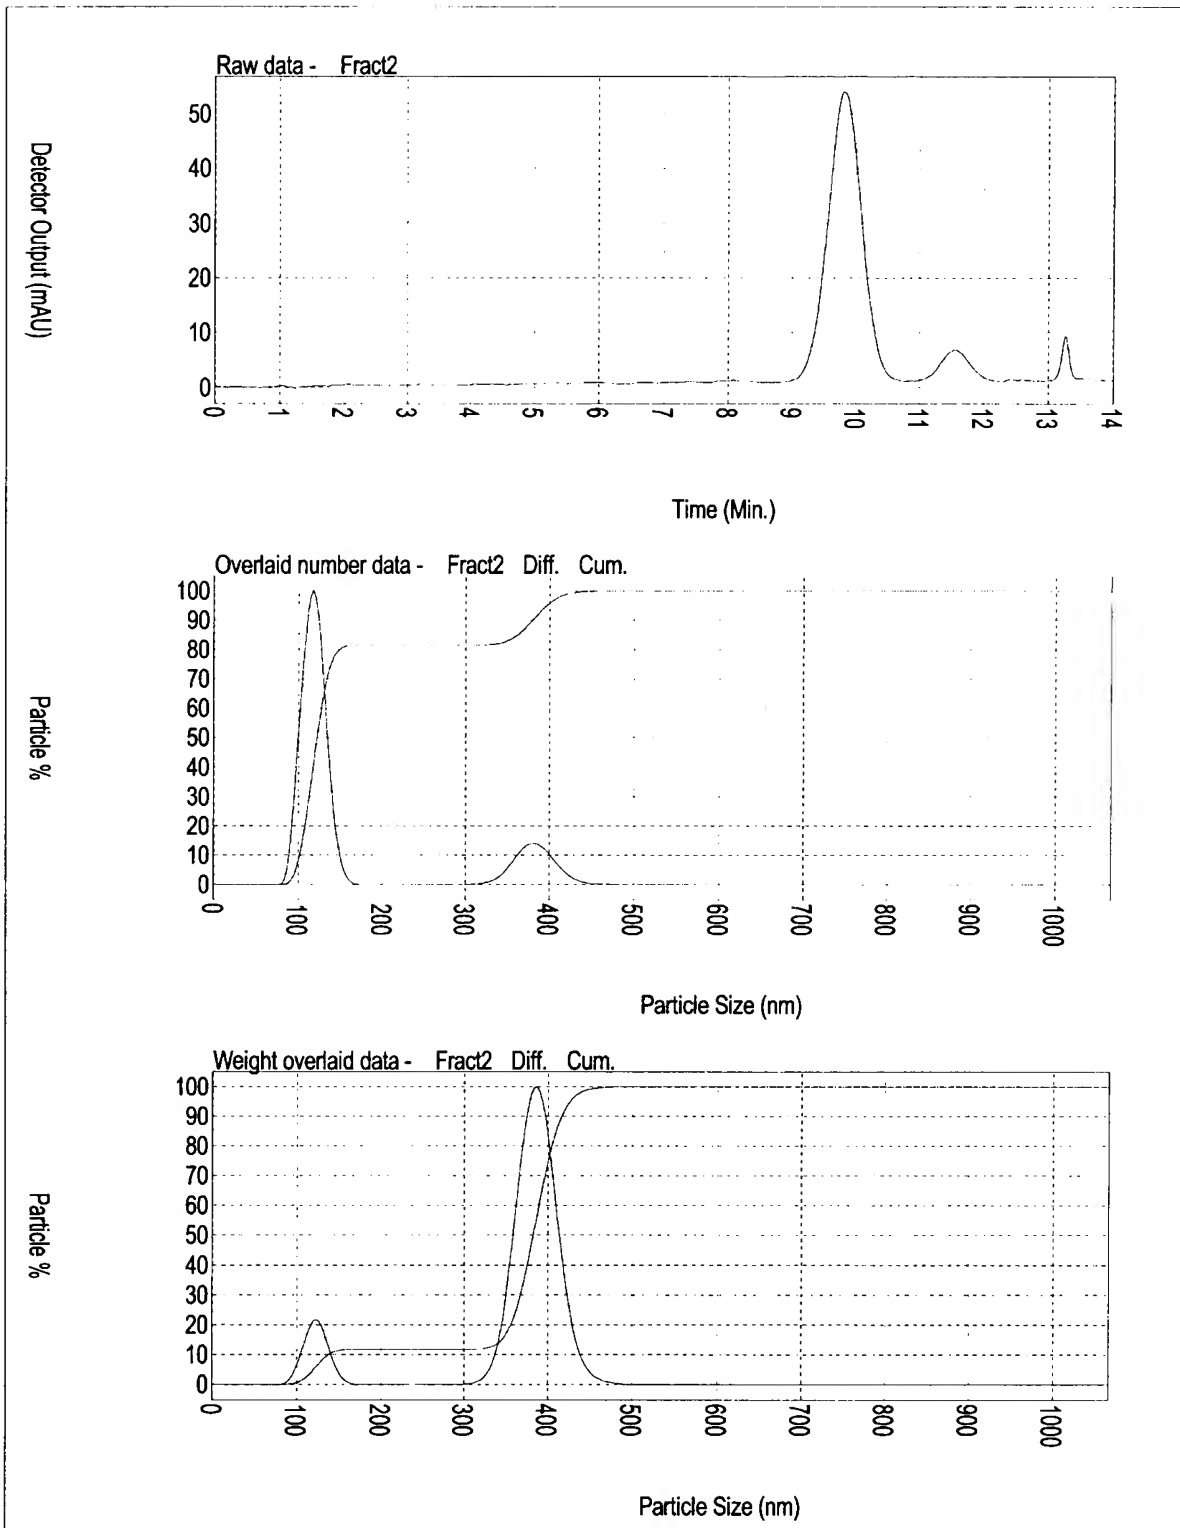 Raw data - Fract2
Detector Output (mAU)
50
40
30
20
10
0
0 1 2 3 4 5 6 7 8 9 10 11 12 13 14
Time (Min.)
Overlaid number data - Fract2 Diff. Cum.
Particle %
100
90
80
70
60
50
40
30
20
10
0
0 100 200 300 400 500 600 700 800 900 1000
Particle Size (nm)
Weight overlaid data - Fract2 Diff. Cum.
Particle %
100
90
80
70
60
50
40
30
20
10
0
0 100 200 300 400 500 600 700 800 900 1000
Particle Size (nm)